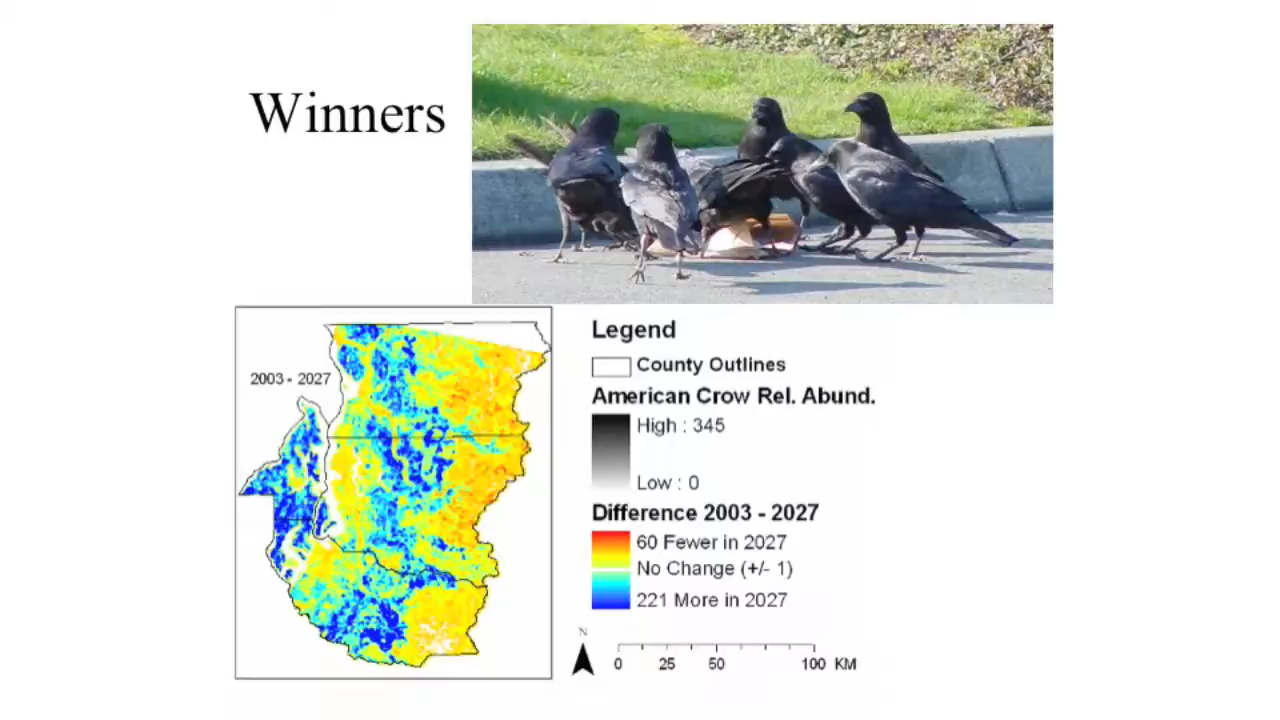 Winners
2003 - 2027
Legend
County Outlines
American Crow Rel. Abund.
High : 345
Low : 0
Difference 2003 - 2027
60 Fewer in 2027
No Change (+/- 1)
221 More in 2027
N
0 25 50 100 KM